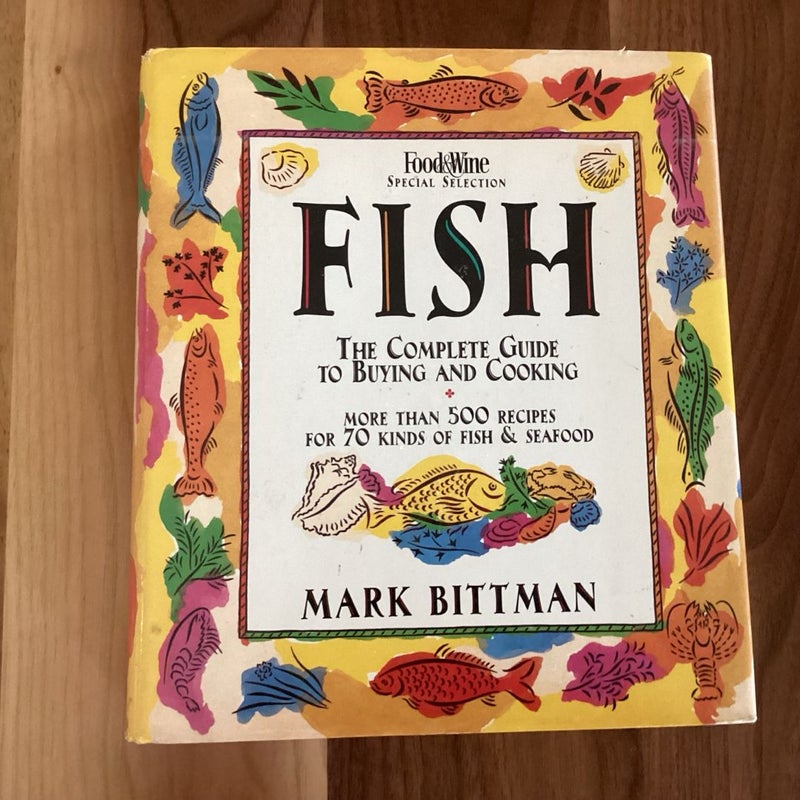 Food&Wine
SPECIAL SELECTION
FISH
THE COMPLETE GUIDE
TO BUYING AND COOKING
MORE THAN 500 RECIPES
FOR 70 KINDS OF FISH & SEAFOOD
MARK BITTMAN